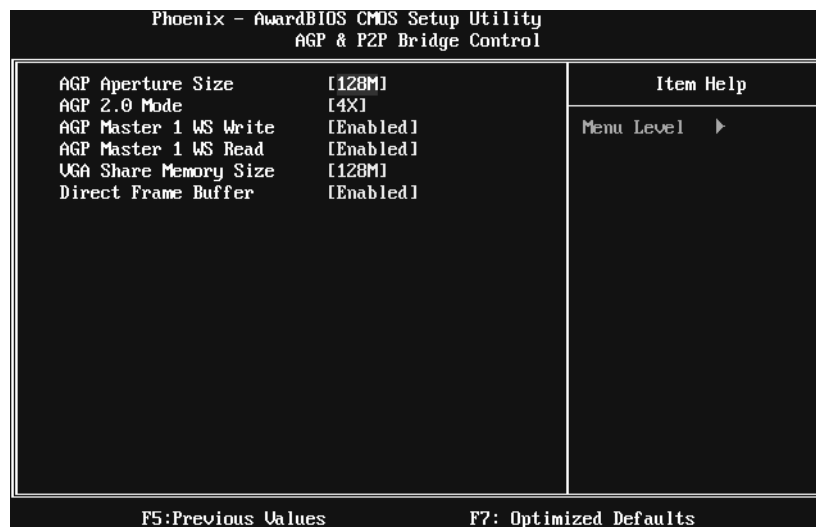 Phoenix - AwardBIOS CMOS Setup Utility
AGP & P2P Bridge Control
AGP Aperture Size [128M]
AGP 2.0 Mode [4X]
AGP Master 1 WS Write [Enabled]
AGP Master 1 WS Read [Enabled]
VGA Share Memory Size [128M]
Direct Frame Buffer [Enabled]
Item Help
Menu Level
F5:Previous Values F7: Optimized Defaults